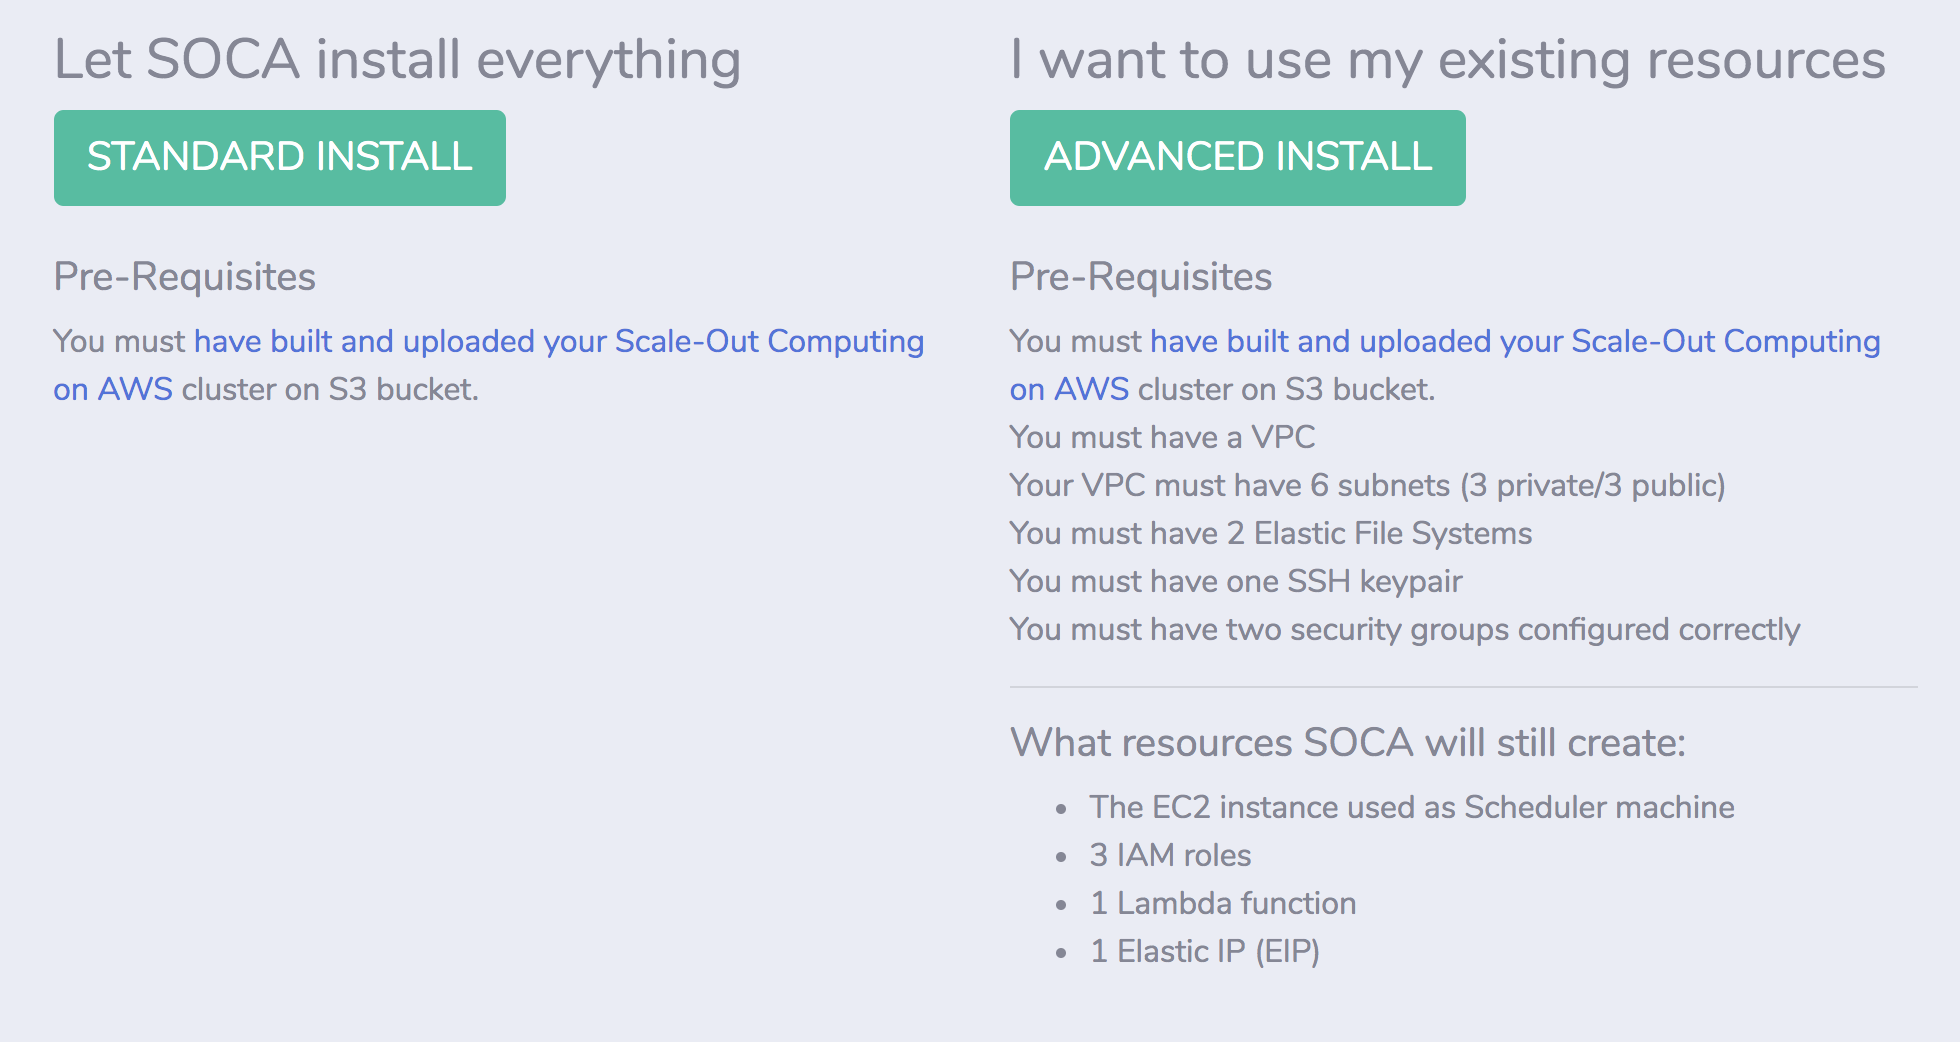 Let SOCA install everything
STANDARD INSTALL
Pre-Requisites
You must have built and uploaded your Scale-Out Computing
on AWS cluster on S3 bucket.
I want to use my existing resources
ADVANCED INSTALL
Pre-Requisites
You must have built and uploaded your Scale-Out Computing
on AWS cluster on S3 bucket.
You must have a VPC
Your VPC must have 6 subnets (3 private/3 public)
You must have 2 Elastic File Systems
You must have one SSH keypair
You must have two security groups configured correctly
What resources SOCA will still create:
• The EC2 instance used as Scheduler machine
• 3 IAM roles
• 1 Lambda function
• 1 Elastic IP (EIP)